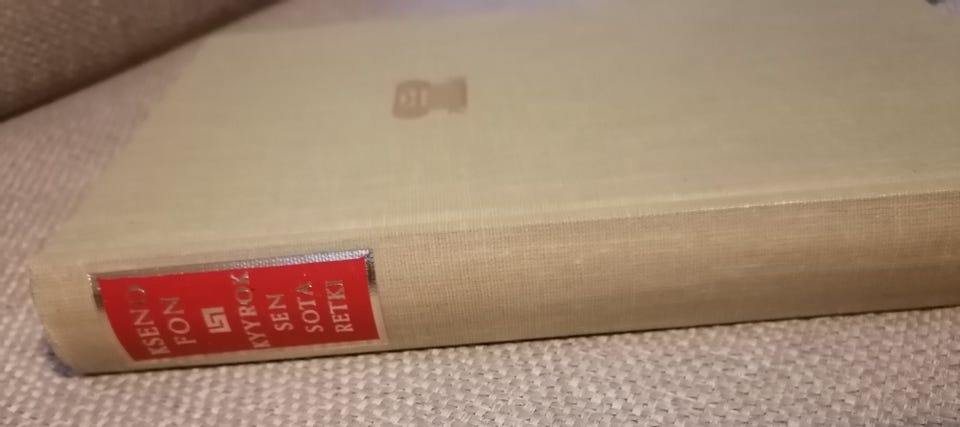 KSENO
FON
KYYROK
SEN
SOTA
RETKI